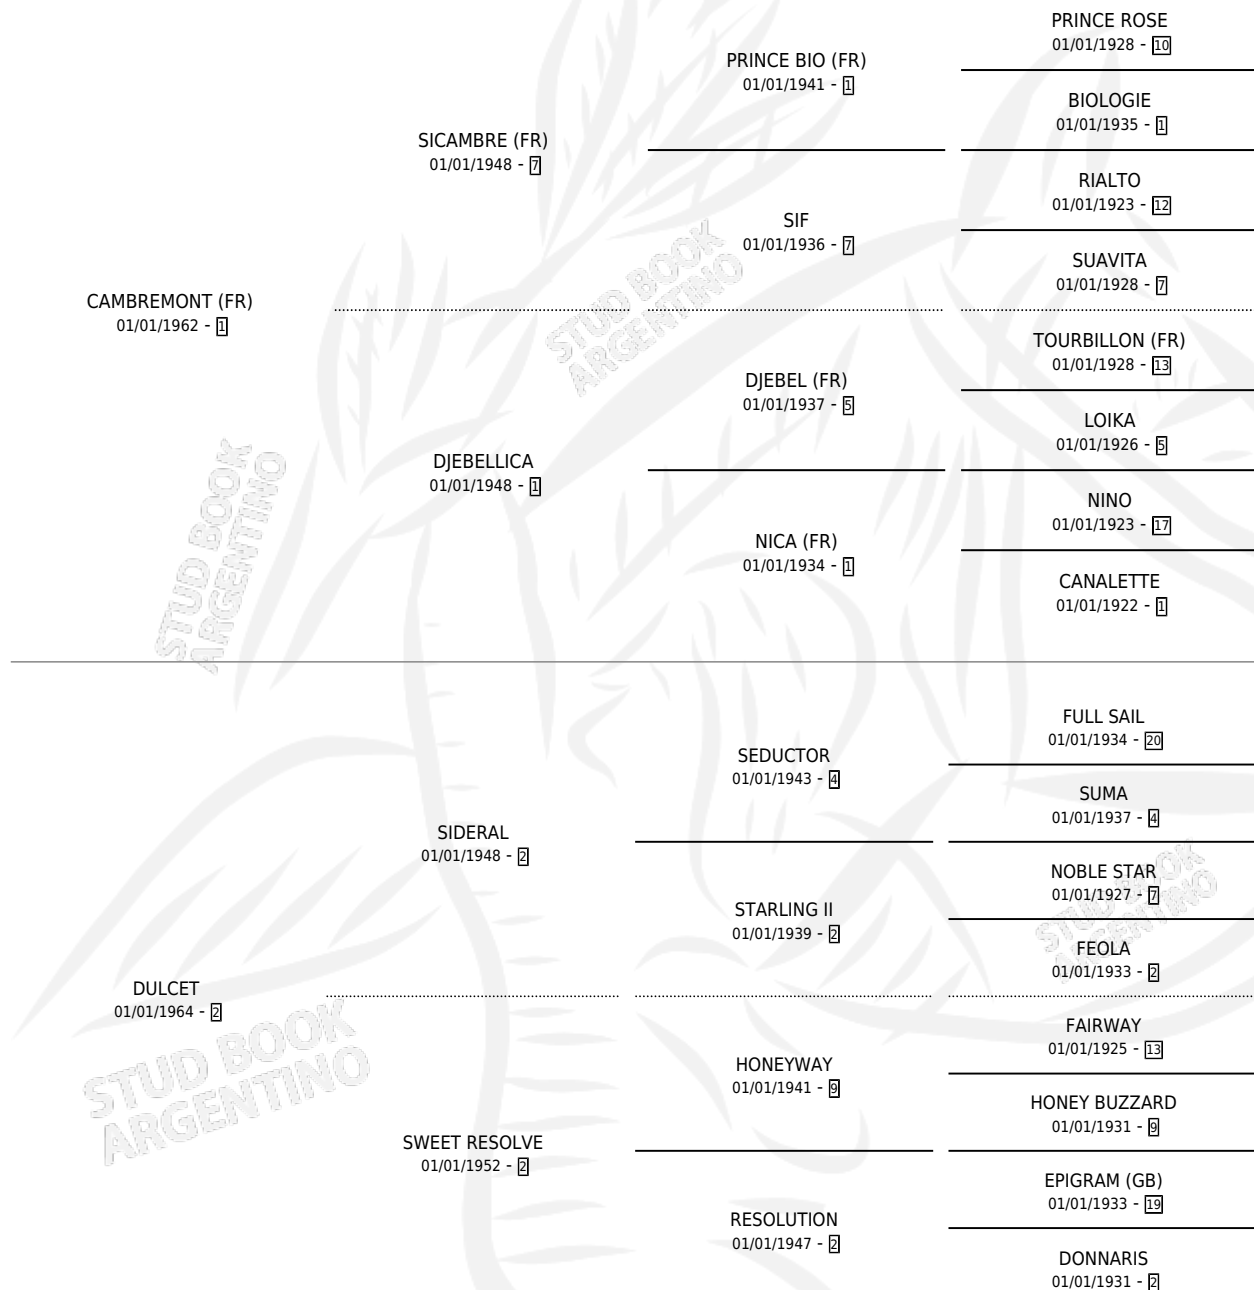 PRINCE ROSE
01/01/1928 - 10
PRINCE BIO (FR)
01/01/1941 - 1
BIOLOGIE
01/01/1935 - 1
SICAMBRE (FR)
01/01/1948 - 7
RIALTO
01/01/1923 - 12
SIF
01/01/1936 - 7
SUAVITA
01/01/1928 - 7
CAMBREMONT (FR)
01/01/1962 - 1
STUD BOOK
ARGENTINO
TOURBILLON (FR)
01/01/1928 - 13
DJEBEL (FR)
01/01/1937 - 5
LOIKA
01/01/1926 - 5
DJEBELLICA
01/01/1948 - 1
STUD BOOK
ARGENTINO
NINO
01/01/1923 - 17
NICA (FR)
01/01/1934 - 1
CANALETTE
01/01/1922 - 1
FULL SAIL
01/01/1934 - 20
SEDUCTOR
01/01/1943 - 4
SUMA
01/01/1937 - 4
SIDERAL
01/01/1948 - 2
NOBLE STAR
01/01/1927 - 7
STUD BOOK
ARGENTINO
STARLING II
01/01/1939 - 2
FEOLA
01/01/1933 - 2
DULCET
01/01/1964 - 2
STUD BOOK
ARGENTINO
FAIRWAY
01/01/1925 - 13
HONEYWAY
01/01/1941 - 9
HONEY BUZZARD
01/01/1931 - 9
SWEET RESOLVE
01/01/1952 - 2
EPIGRAM (GB)
01/01/1933 - 19
RESOLUTION
01/01/1947 - 2
DONNARIS
01/01/1931 - 2